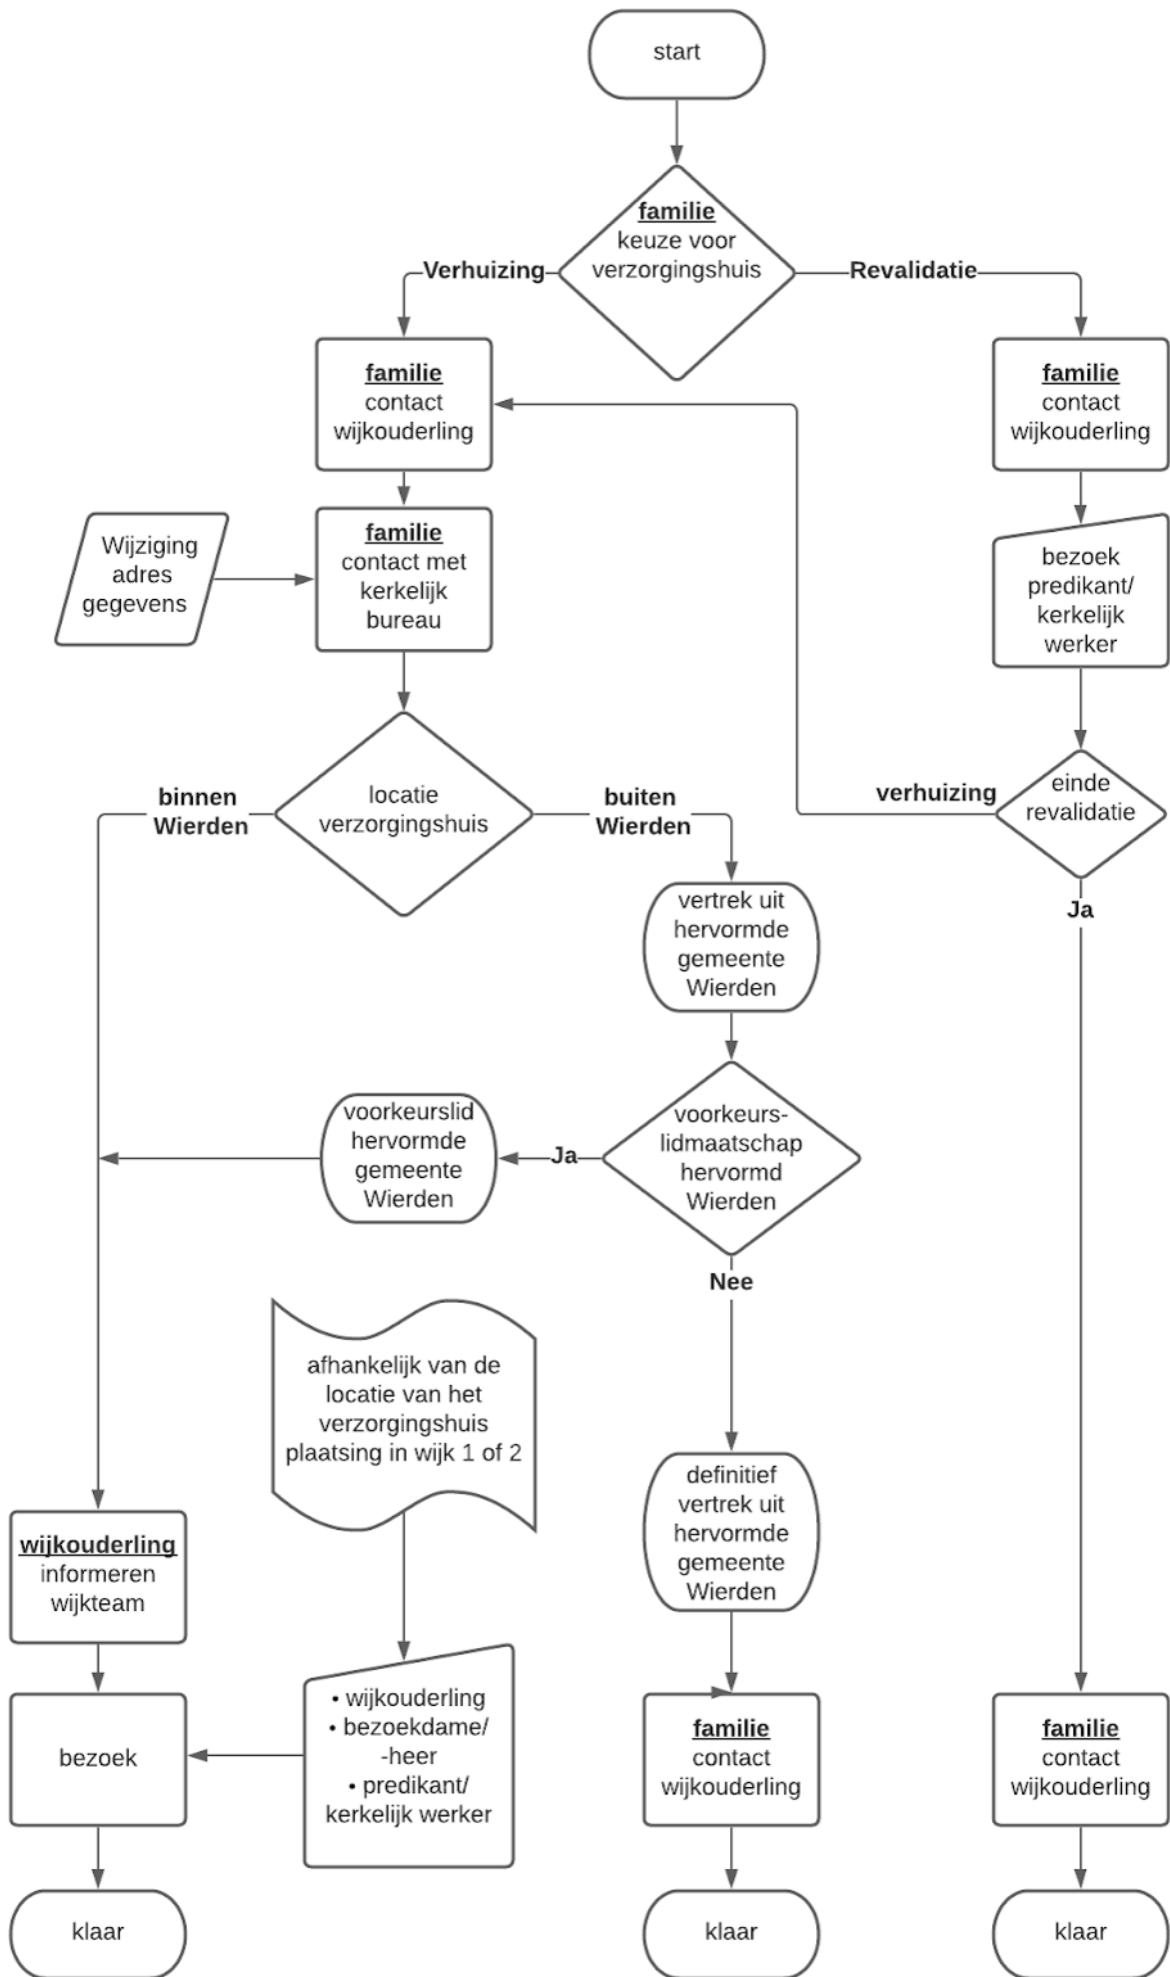 start
familie
keuze voor
verzorgingshuis
Verhuizing
Revalidatie
familie
contact
wijkouderling
familie
contact
wijkouderling
Wijziging
adres
gegevens
familie
contact met
kerkelijk
bureau
bezoek
predikant/
kerkelijk
werker
binnen
Wierden
locatie
verzorgingshuis
buiten
Wierden
verhuizing
einde
revalidatie
Ja
vertrek uit
hervormde
gemeente
Wierden
voorkeurslid
hervormde
gemeente
Wierden
Ja
voorkeurs-
lidmaatschap
hervormd
Wierden
Nee
afhankelijk van de
locatie van het
verzorgingshuis
plaatsing in wijk 1 of 2
definitief
vertrek uit
hervormde
gemeente
Wierden
wijkouderling
informeren
wijkteam
bezoek
• wijkouderling
• bezoekdame/
-heer
• predikant/
kerkelijk werker
familie
contact
wijkouderling
familie
contact
wijkouderling
klaar
klaar
klaar